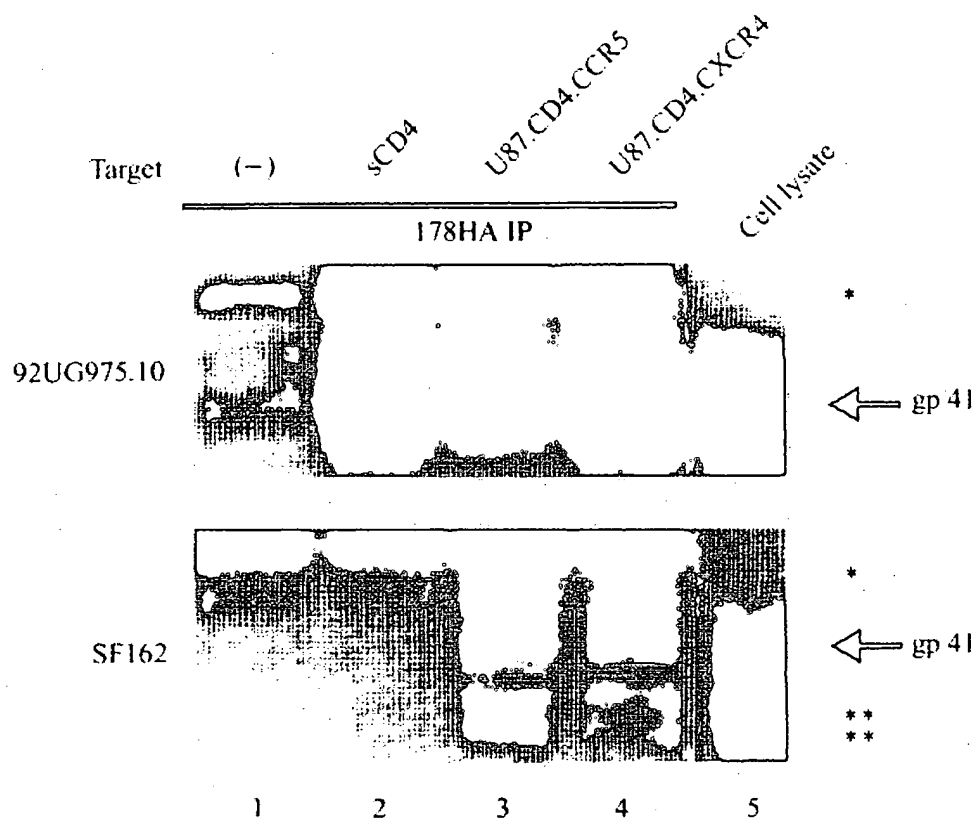 Target (−) sCD4 U87.CD4.CCR5 U87.CD4.CXCR4 Cell lysate
178HA IP
*
92UG975.10
gp 41
*
SF162
gp 41
**
**
1 2 3 4 5